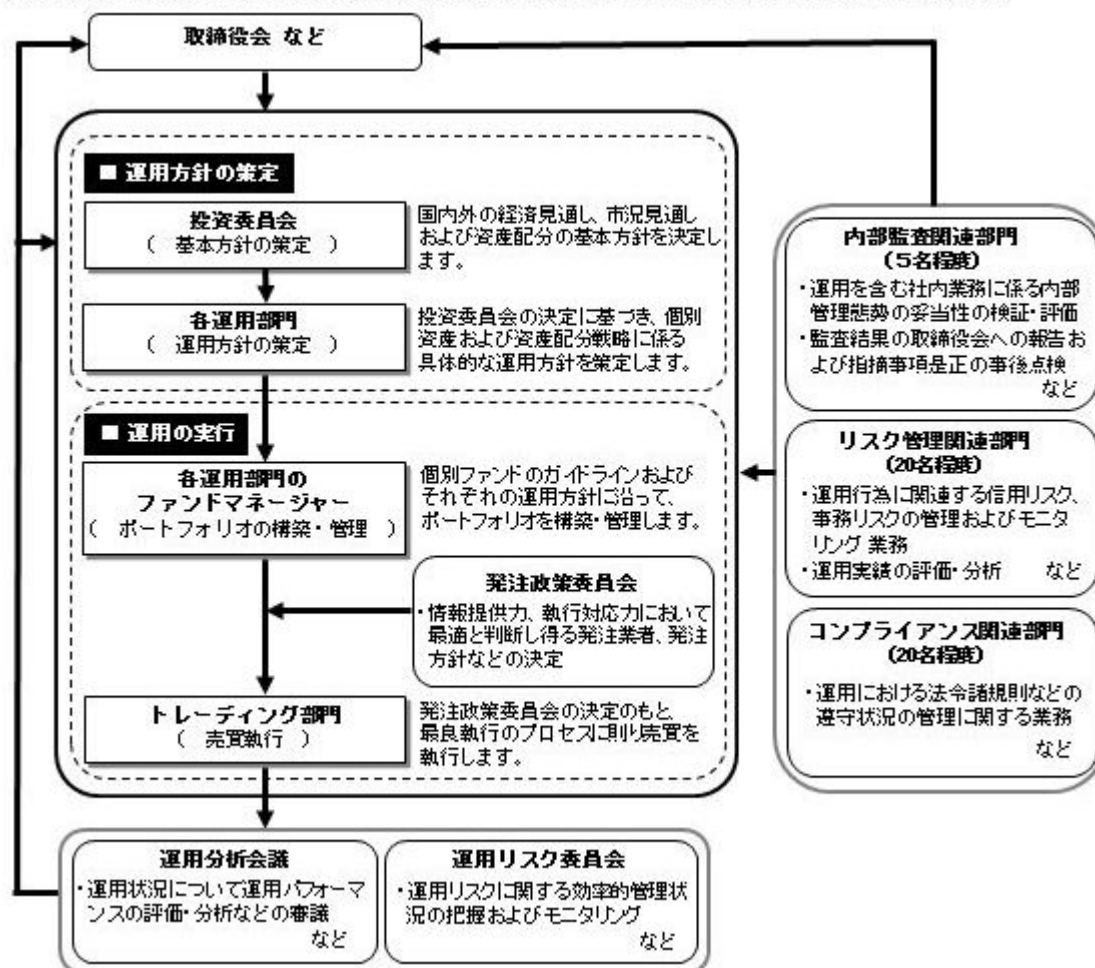 取締役会 など
■ 運用方針の策定
投資委員会
( 基本方針の策定 )
国内外の経済見通し、市況見通し
および資産配分の基本方針を決定し
ます。
各運用部門
( 運用方針の策定 )
投資委員会の決定に基づき、個別
資産および資産配分戦略に係る
具体的な運用方針を策定します。
■ 運用の実行
各運用部門の
ファンドマネージャー
( ポートフォリオの構築・管理 )
個別ファンドのガイドラインおよび
それぞれの運用方針に沿って、
ポートフォリオを構築・管理します。
発注政策委員会
・情報提供力、執行対応力において
最適と判断し得る発注業者、発注
方針などの決定
トレーディング部門
( 売買執行 )
発注政策委員会の決定のもと、
最良執行のプロセスに則り売買を
執行します。
運用分析会議
・運用状況について運用パフォーマ
ンスの評価・分析などの審議
など
運用リスク委員会
・運用リスクに関する効率的管理状
況の把握およびモニタリング
など
内部監査関連部門
(5名程度)
・運用を含む社内業務に係る内部
管理態勢の妥当性の検証・評価
・監査結果の取締役会への報告お
よび指摘事項是正の事後点検
など
リスク管理関連部門
(20名程度)
・運用行為に関連する信用リスク、
事務リスクの管理およびモニタ
リング 業務
・運用実績の評価・分析 など
コンプライアンス関連部門
(20名程度)
・運用における法令諸規則などの
遵守状況の管理に関する業務
など